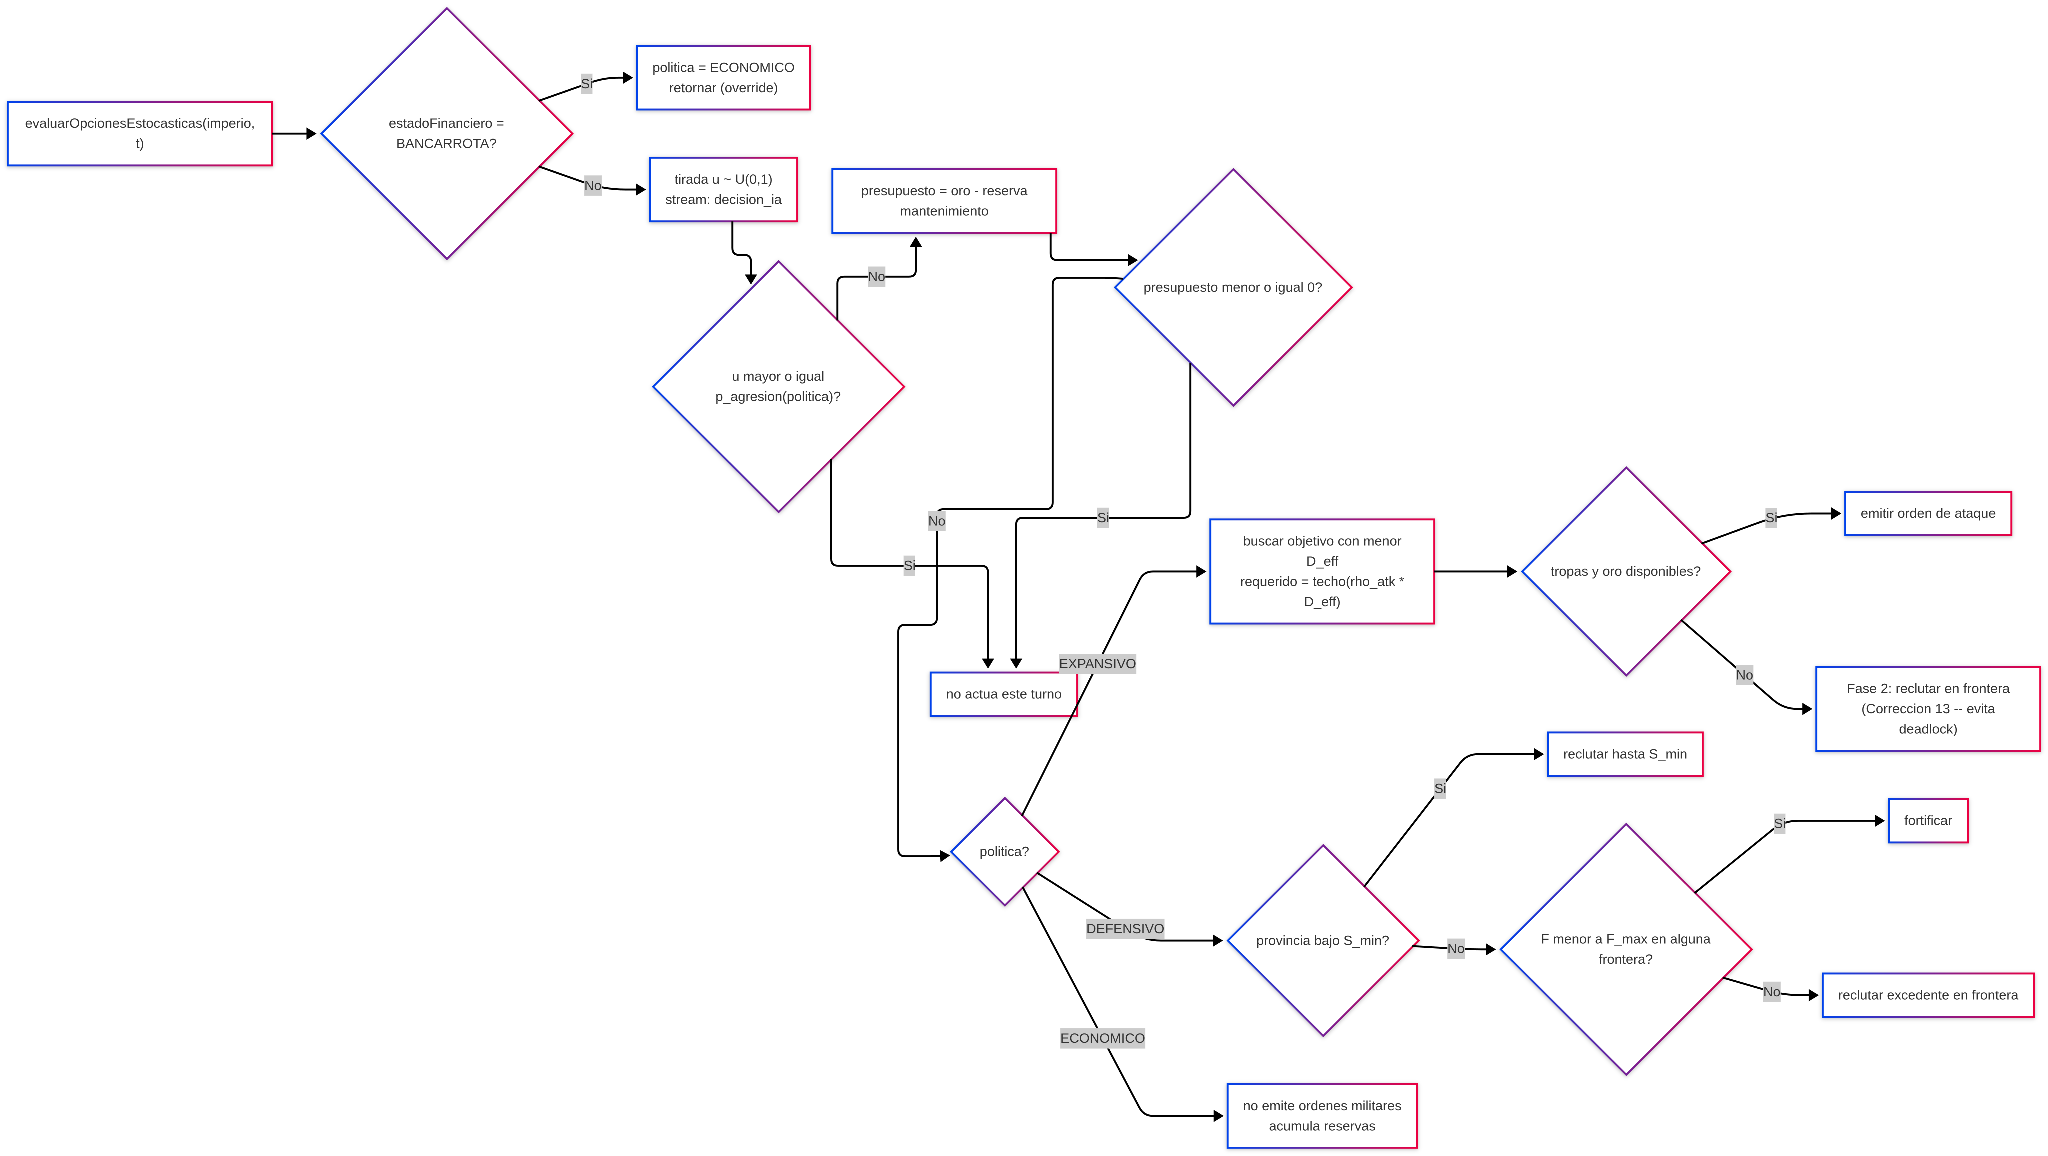 evaluarOpcionesEstocasticas(imperio,
t)
estadoFinanciero =
BANCARROTA?
Si
politica = ECONOMICO
retornar (override)
No
tirada u ~ U(0,1)
stream: decision_ia
u mayor o igual
p_agresion(politica)?
No
presupuesto = oro - reserva
mantenimiento
presupuesto menor o igual 0?
Si
No
Si
no actua este turno
politica?
EXPANSIVO
buscar objetivo con menor
D_eff
requerido = techo(rho_atk *
D_eff)
tropas y oro disponibles?
Si
emitir orden de ataque
No
Fase 2: reclutar en frontera
(Correccion 13 -- evita
deadlock)
DEFENSIVO
provincia bajo S_min?
Si
reclutar hasta S_min
No
F menor a F_max en alguna
frontera?
Si
fortificar
No
reclutar excedente en frontera
ECONOMICO
no emite ordenes militares
acumula reservas